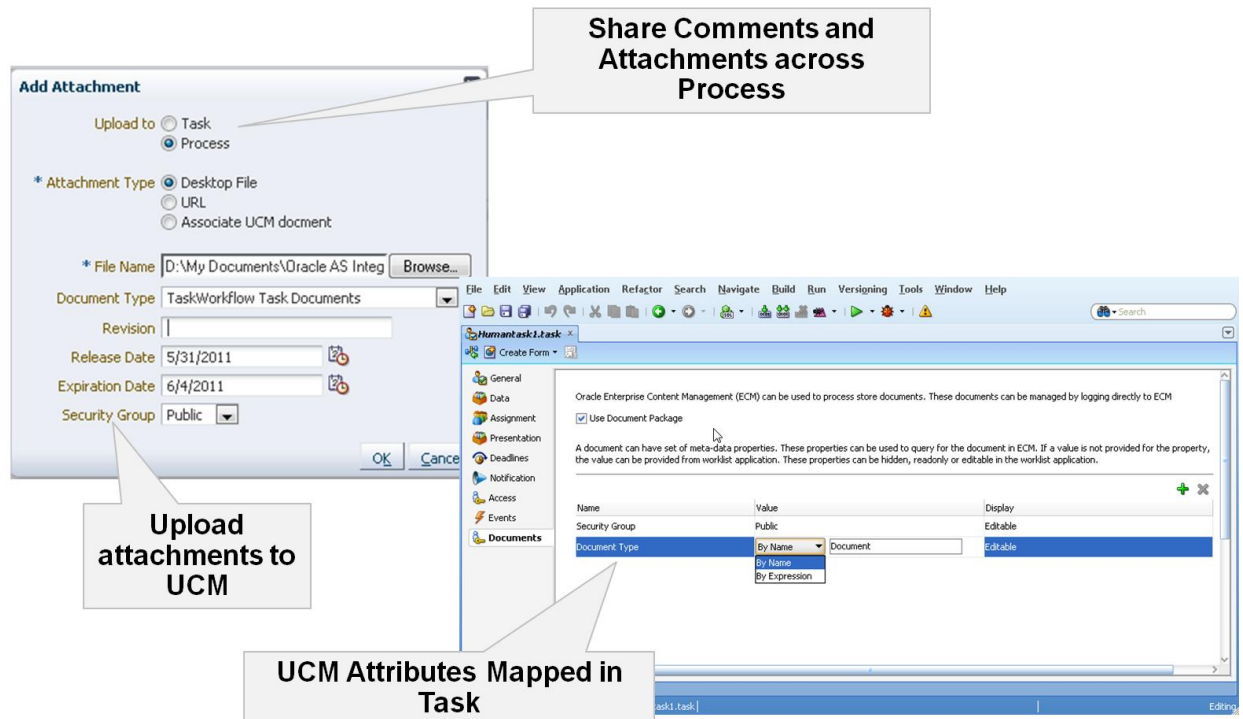 Share Comments and
Attachments across
Process
Add Attachment
Upload to Task
Process
* Attachment Type Desktop File
URL
Associate UCM docment
* File Name D:\My Documents\Oracle AS Integ Browse...
Document Type TaskWorkflow Task Documents
Revision
Release Date 5/31/2011
Expiration Date 6/4/2011
Security Group Public
OK Cance
Upload
attachments to
UCM
File Edit View Application Refactor Search Navigate Build Run Versioning Tools Window Help
Search
Humantask1.task
Create Form
General
Data
Assignment
Presentation
Deadlines
Notification
Access
Events
Documents
Oracle Enterprise Content Management (ECM) can be used to process store documents. These documents can be managed by logging directly to ECM
Use Document Package
A document can have set of meta-data properties. These properties can be used to query for the document in ECM. If a value is not provided for the property,
the value can be provided from worklist application. These properties can be hidden, readonly or editable in the worklist application.
Name Value Display
Security Group Public Editable
Document Type By Name Document Editable
By Name
By Expression
UCM Attributes Mapped in
Task
ask1.task
Editing